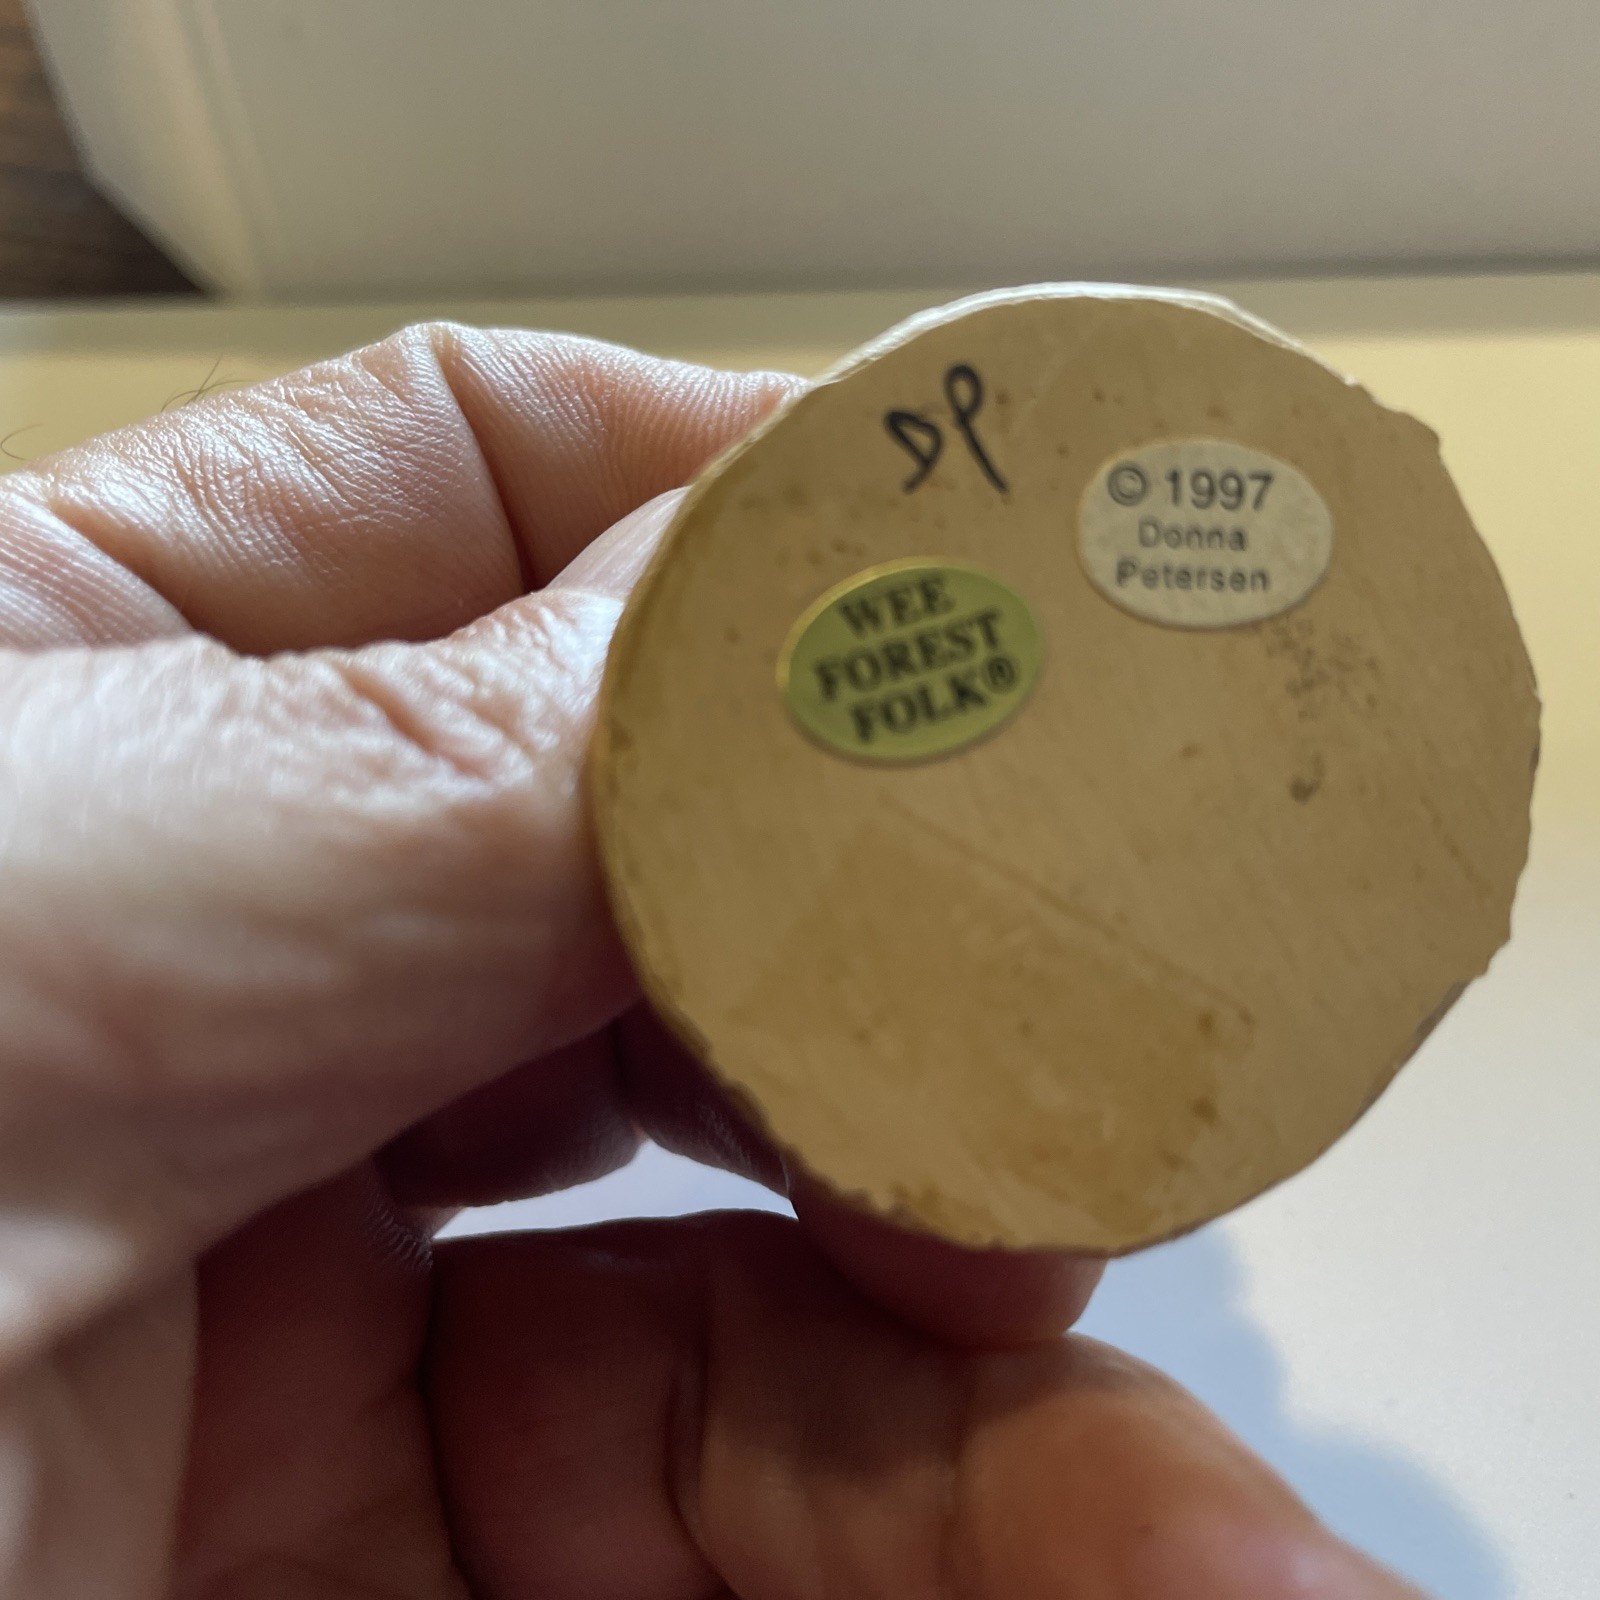 DP
© 1997
Donna
Petersen
WEE
FOREST
FOLK®